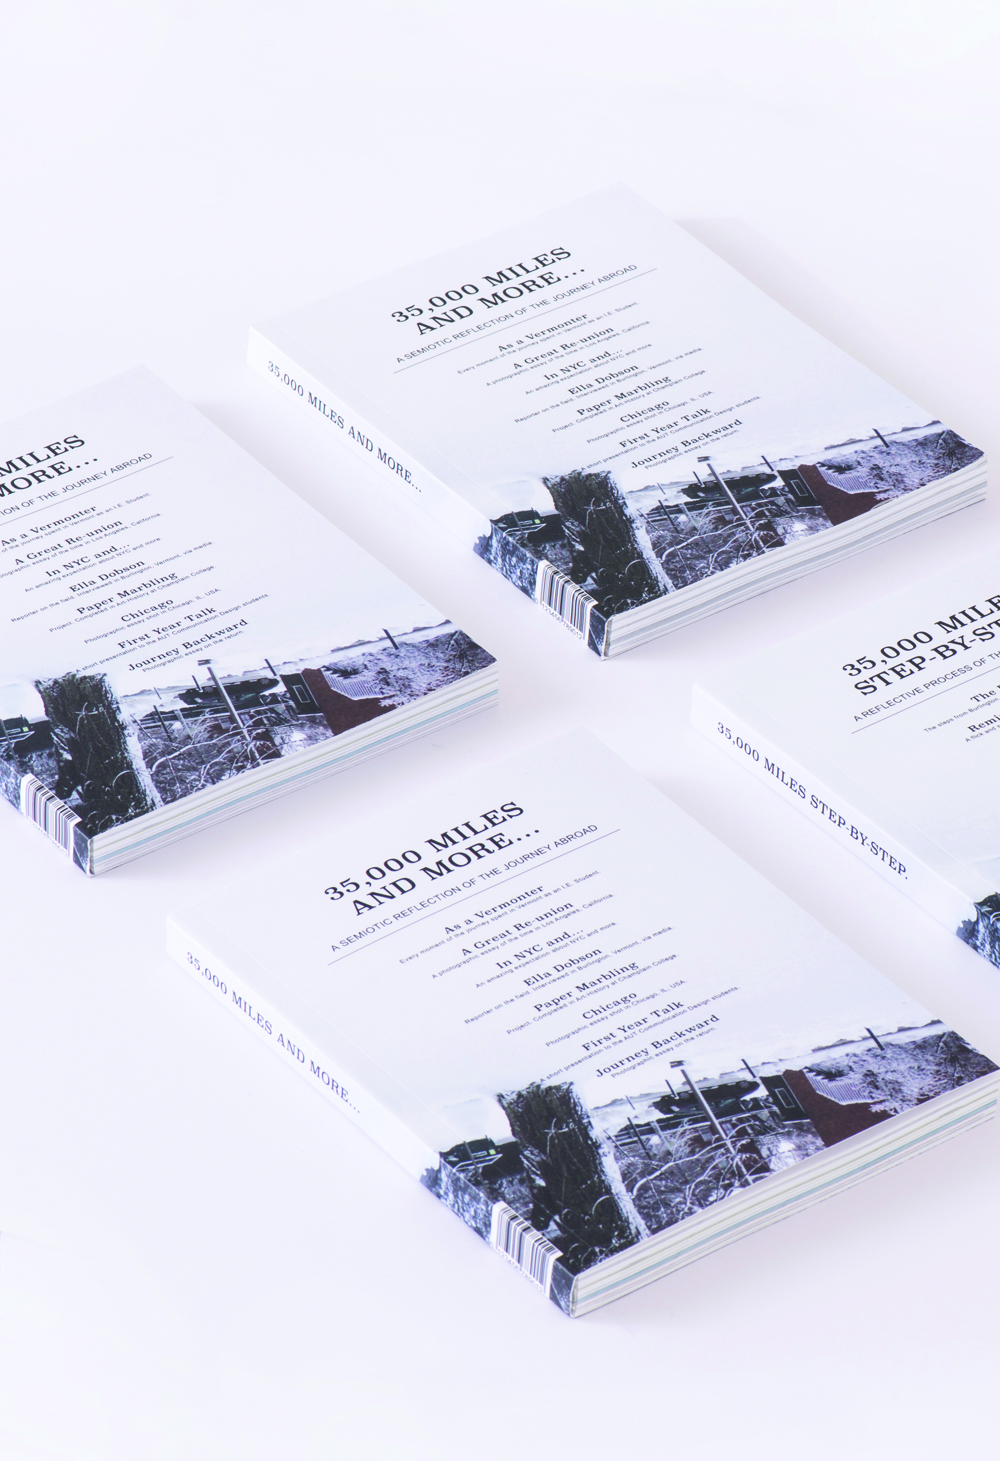 35,000 MILES
AND MORE...
A SEMIOTIC REFLECTION OF THE JOURNEY ABROAD
As a Vermonter
Every moment of the journey spent in Vermont as an I.E. Student.
A Great Re-union
A photographic essay of the time in Los Angeles, California.
In NYC and...
An amazing expectation about NYC and more.
Ella Dobson
Reporter on the field. Interviewed in Burlington, Vermont, via media.
Paper Marbling
Project. Completed in Art-History at Champlain College.
Chicago
Photographic essay shot in Chicago, IL, USA.
First Year Talk
A short presentation to the AUT Communication Design students.
Journey Backward
Photographic essay on the return.
35,000 MILES AND MORE...
MILES
MORE...
ION OF THE JOURNEY ABROAD
As a Vermonter
of the journey spent in Vermont as an I.E. Student.
A Great Re-union
photographic essay of the time in Los Angeles, California.
In NYC and...
An amazing expectation about NYC and more.
Ella Dobson
Reporter on the field. Interviewed in Burlington, Vermont, via media.
Paper Marbling
Project. Completed in Art-History at Champlain College.
Chicago
Photographic essay shot in Chicago, IL, USA.
First Year Talk
A short presentation to the AUT Communication Design students.
Journey Backward
Photographic essay on the return.
35,000 MILE
STEP-BY-ST
A REFLECTIVE PROCESS OF TH
The
The steps from Burlington,
Remi
A flick and
35,000 MILES STEP-BY-STEP.
35,000 MILES
AND MORE...
A SEMIOTIC REFLECTION OF THE JOURNEY ABROAD
As a Vermonter
Every moment of the journey spent in Vermont as an I.E. Student.
A Great Re-union
A photographic essay of the time in Los Angeles, California.
In NYC and...
An amazing expectation about NYC and more.
Ella Dobson
Reporter on the field. Interviewed in Burlington, Vermont, via media.
Paper Marbling
Project. Completed in Art-History at Champlain College.
Chicago
Photographic essay shot in Chicago, IL, USA.
First Year Talk
A short presentation to the AUT Communication Design students.
Journey Backward
Photographic essay on the return.
35,000 MILES AND MORE...